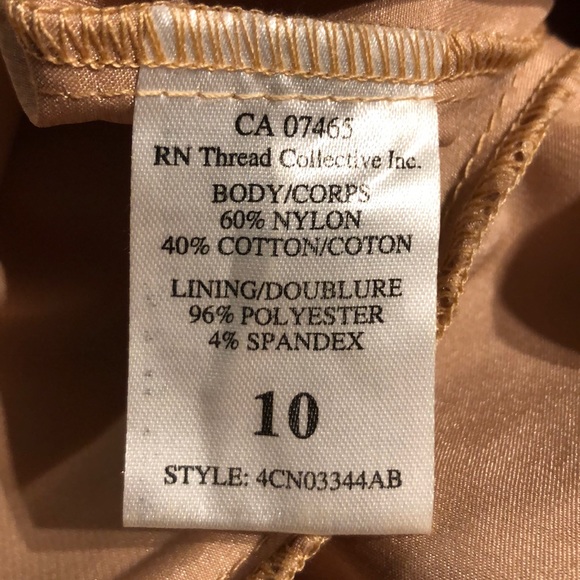 CA 07465
RN Thread Collective Inc.
BODY/CORPS
60% NYLON
40% COTTON/COTON
LINING/DOUBLURE
96% POLYESTER
4% SPANDEX
10
STYLE: 4CN03344AB